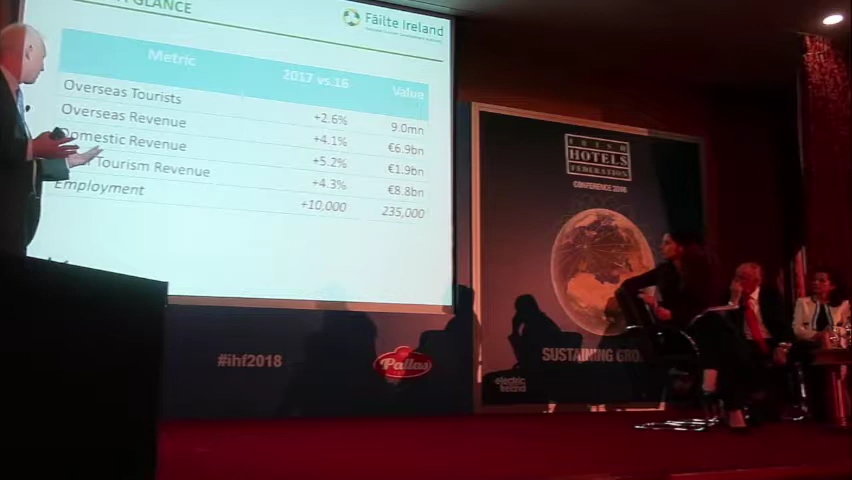 GLANCE
Fáilte Ireland
Metric 2017 vs.16 Value
Overseas Tourists +2.6% 9.0mn
Overseas Revenue +4.1% €6.9bn
Domestic Revenue +5.2% €1.9bn
Tourism Revenue +4.3% €8.8bn
Employment +10,000 235,000
IRISH
HOTELS
FEDERATION
CONFERENCE 2018
SUSTAINING
#ihf2018
Pallas
electric
ireland